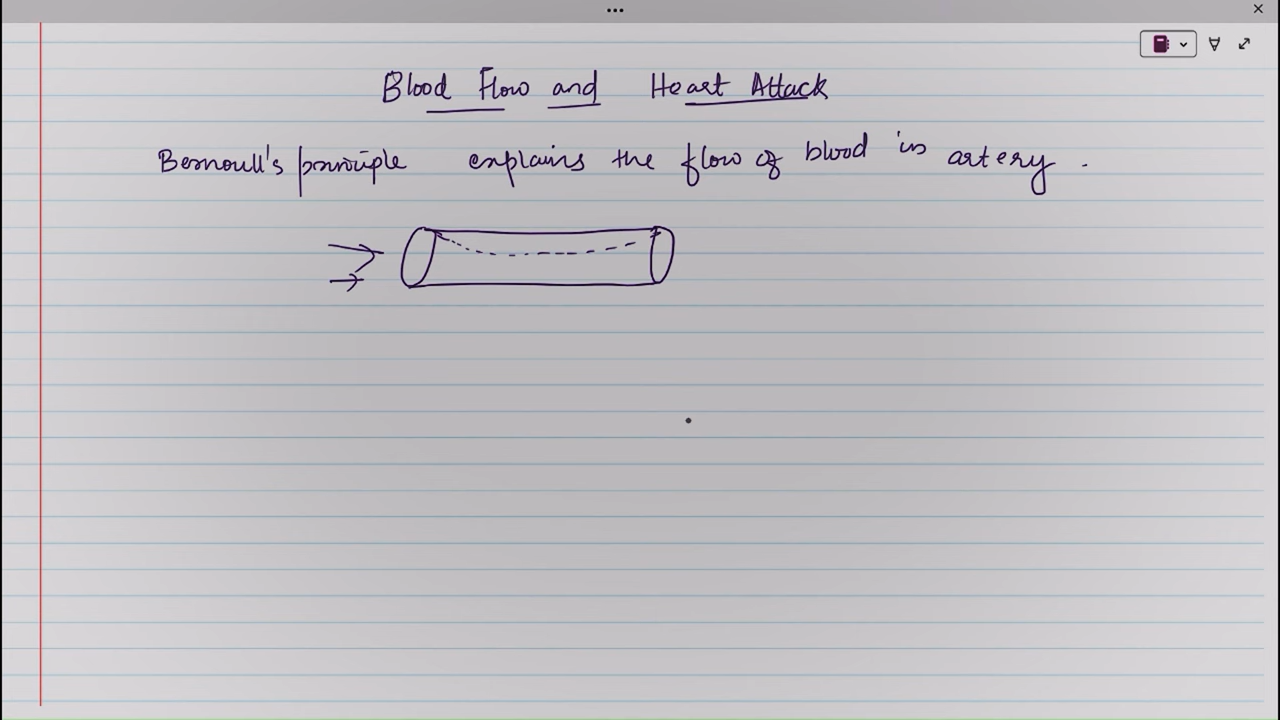 Blood Flow and Heart Attack
Bernoull's principle explains the flow of blood in artery.